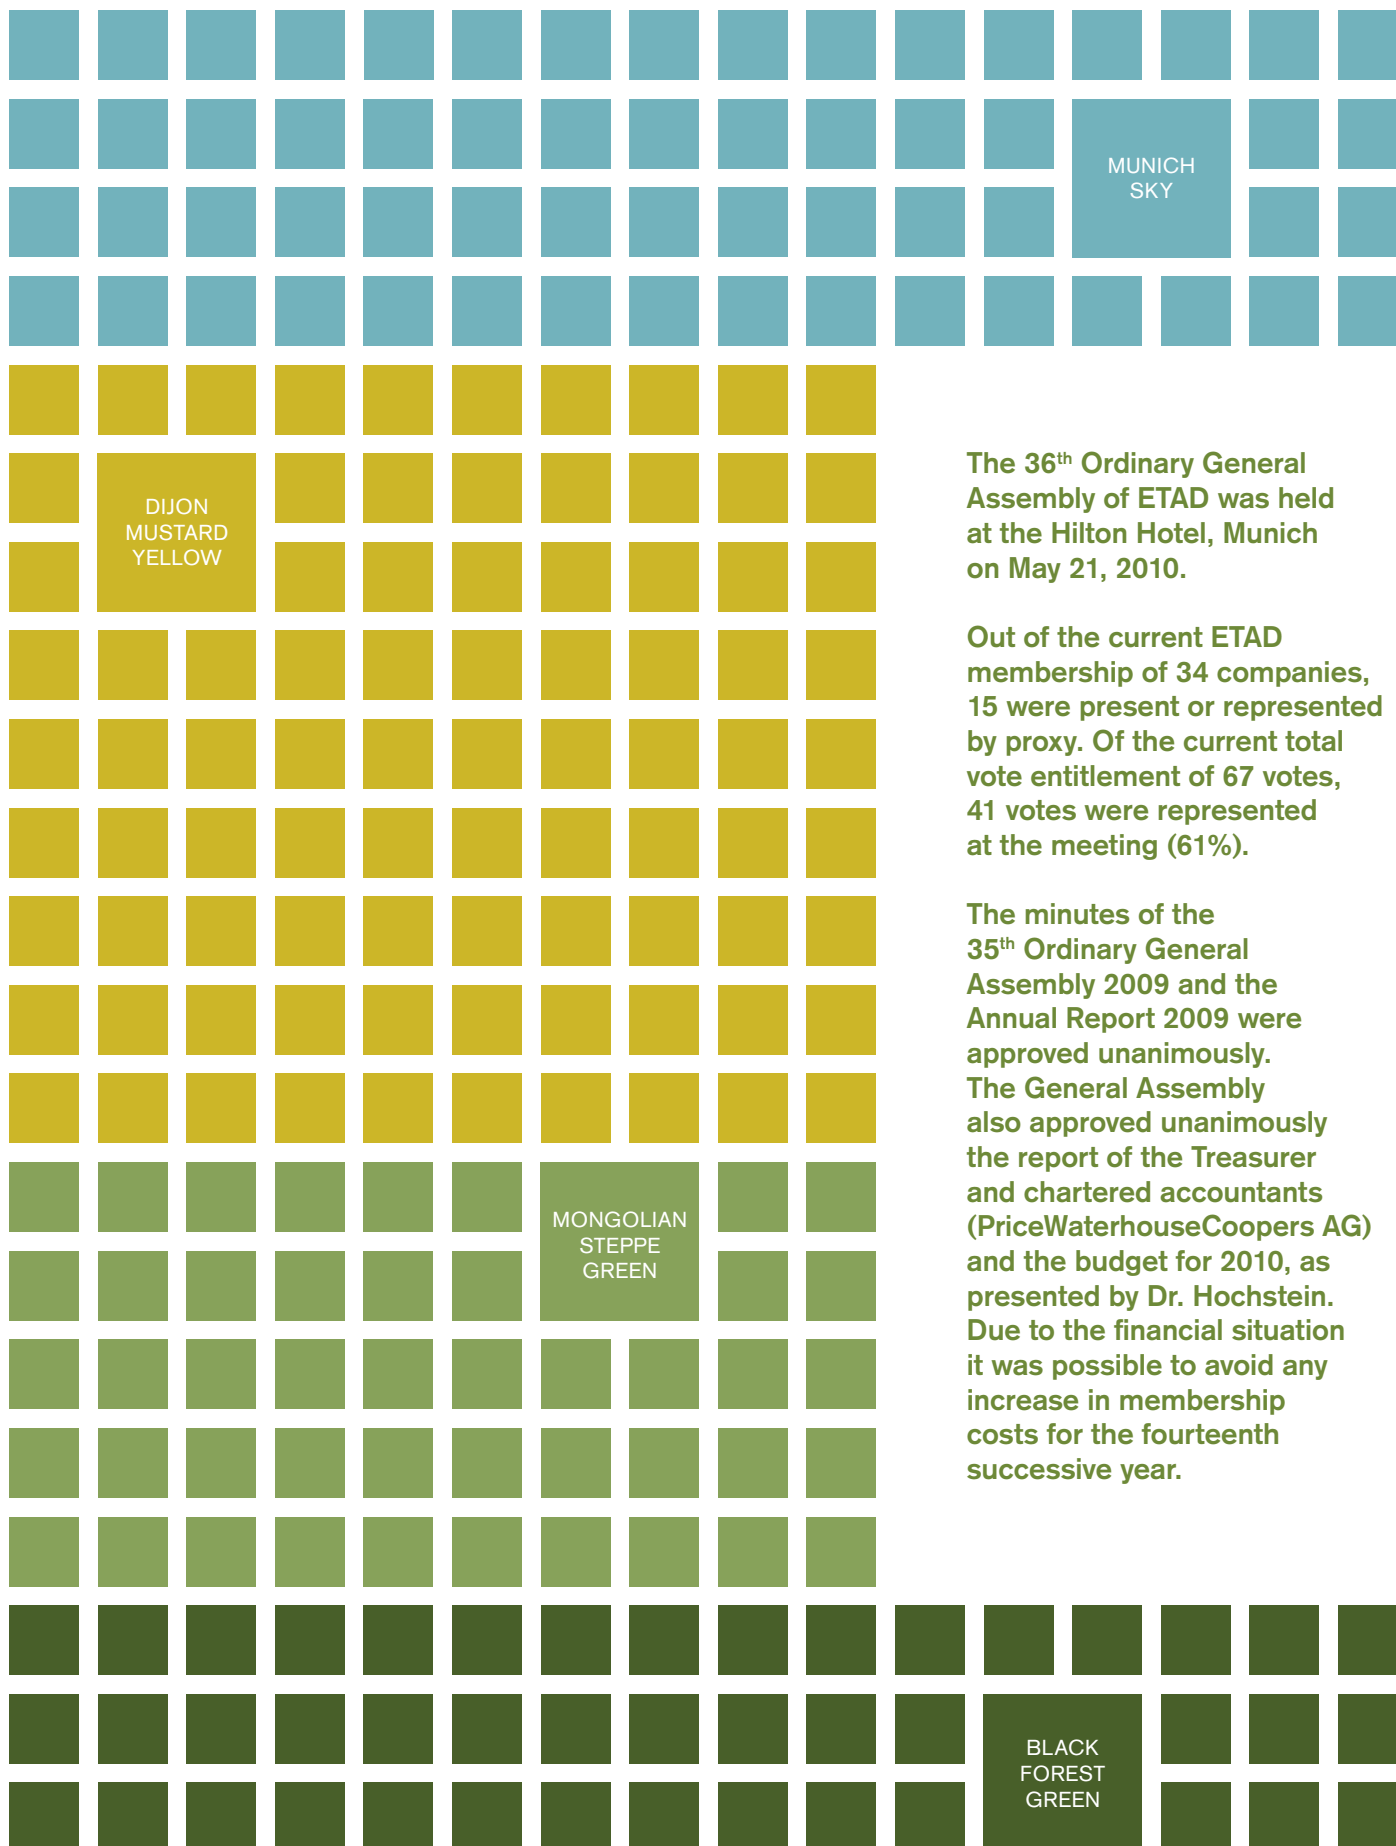 MUNICH
SKY
DIJON
MUSTARD
YELLOW
The 36th Ordinary General
Assembly of ETAD was held
at the Hilton Hotel, Munich
on May 21, 2010.
Out of the current ETAD
membership of 34 companies,
15 were present or represented
by proxy. Of the current total
vote entitlement of 67 votes,
41 votes were represented
at the meeting (61%).
The minutes of the
35th Ordinary General
Assembly 2009 and the
Annual Report 2009 were
approved unanimously.
The General Assembly
also approved unanimously
the report of the Treasurer
and chartered accountants
(PriceWaterhouseCoopers AG)
and the budget for 2010, as
presented by Dr. Hochstein.
Due to the financial situation
it was possible to avoid any
increase in membership
costs for the fourteenth
successive year.
MONGOLIAN
STEPPE
GREEN
BLACK
FOREST
GREEN